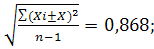 √(∑(Xi±X)²/(n−1)) = 0,868;